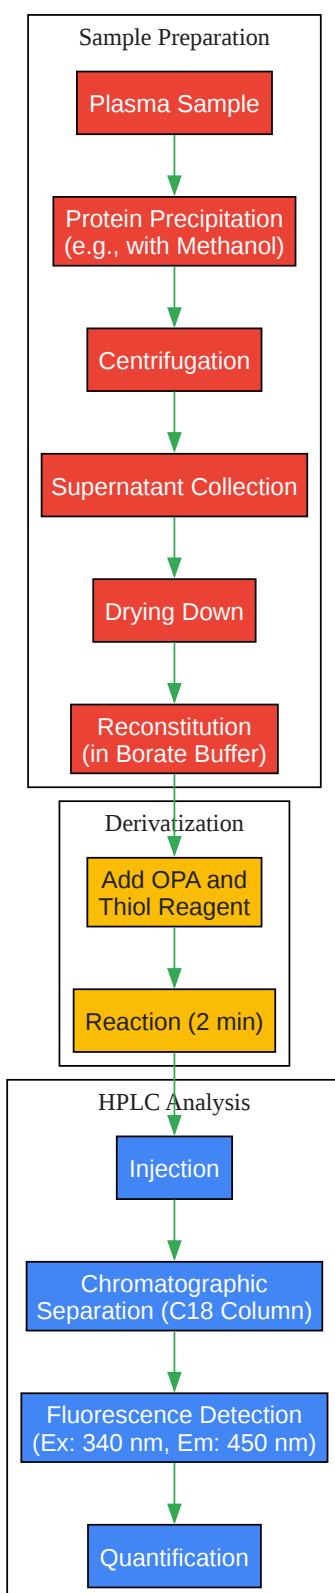 Sample Preparation
Plasma Sample
Protein Precipitation
(e.g., with Methanol)
Centrifugation
Supernatant Collection
Drying Down
Reconstitution
(in Borate Buffer)
Derivatization
Add OPA and
Thiol Reagent
Reaction (2 min)
HPLC Analysis
Injection
Chromatographic
Separation (C18 Column)
Fluorescence Detection
(Ex: 340 nm, Em: 450 nm)
Quantification